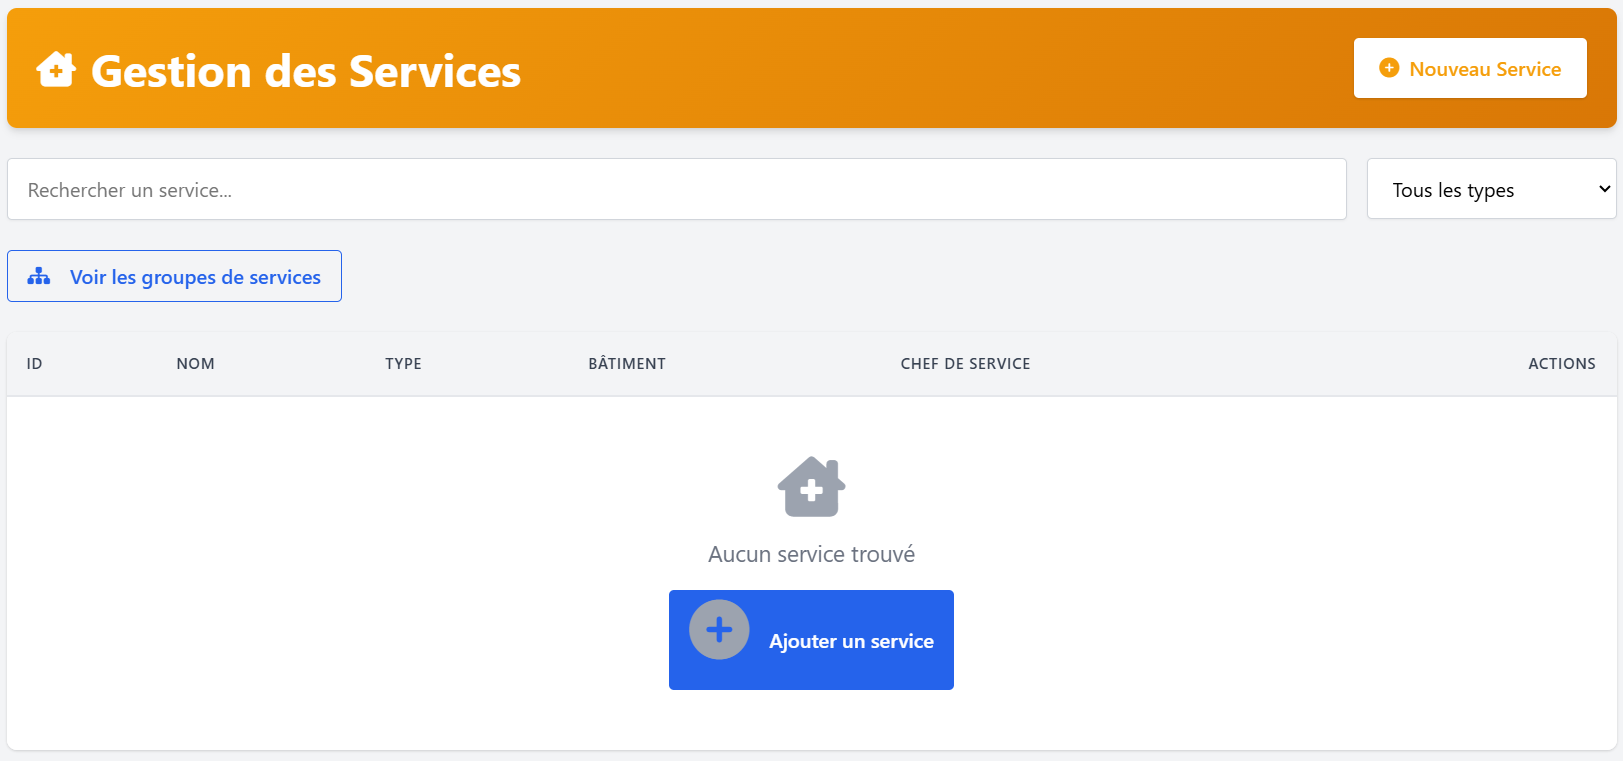 Gestion des Services
Nouveau Service
Rechercher un service...
Tous les types
Voir les groupes de services
ID NOM TYPE BÂTIMENT CHEF DE SERVICE ACTIONS
Aucun service trouvé
Ajouter un service